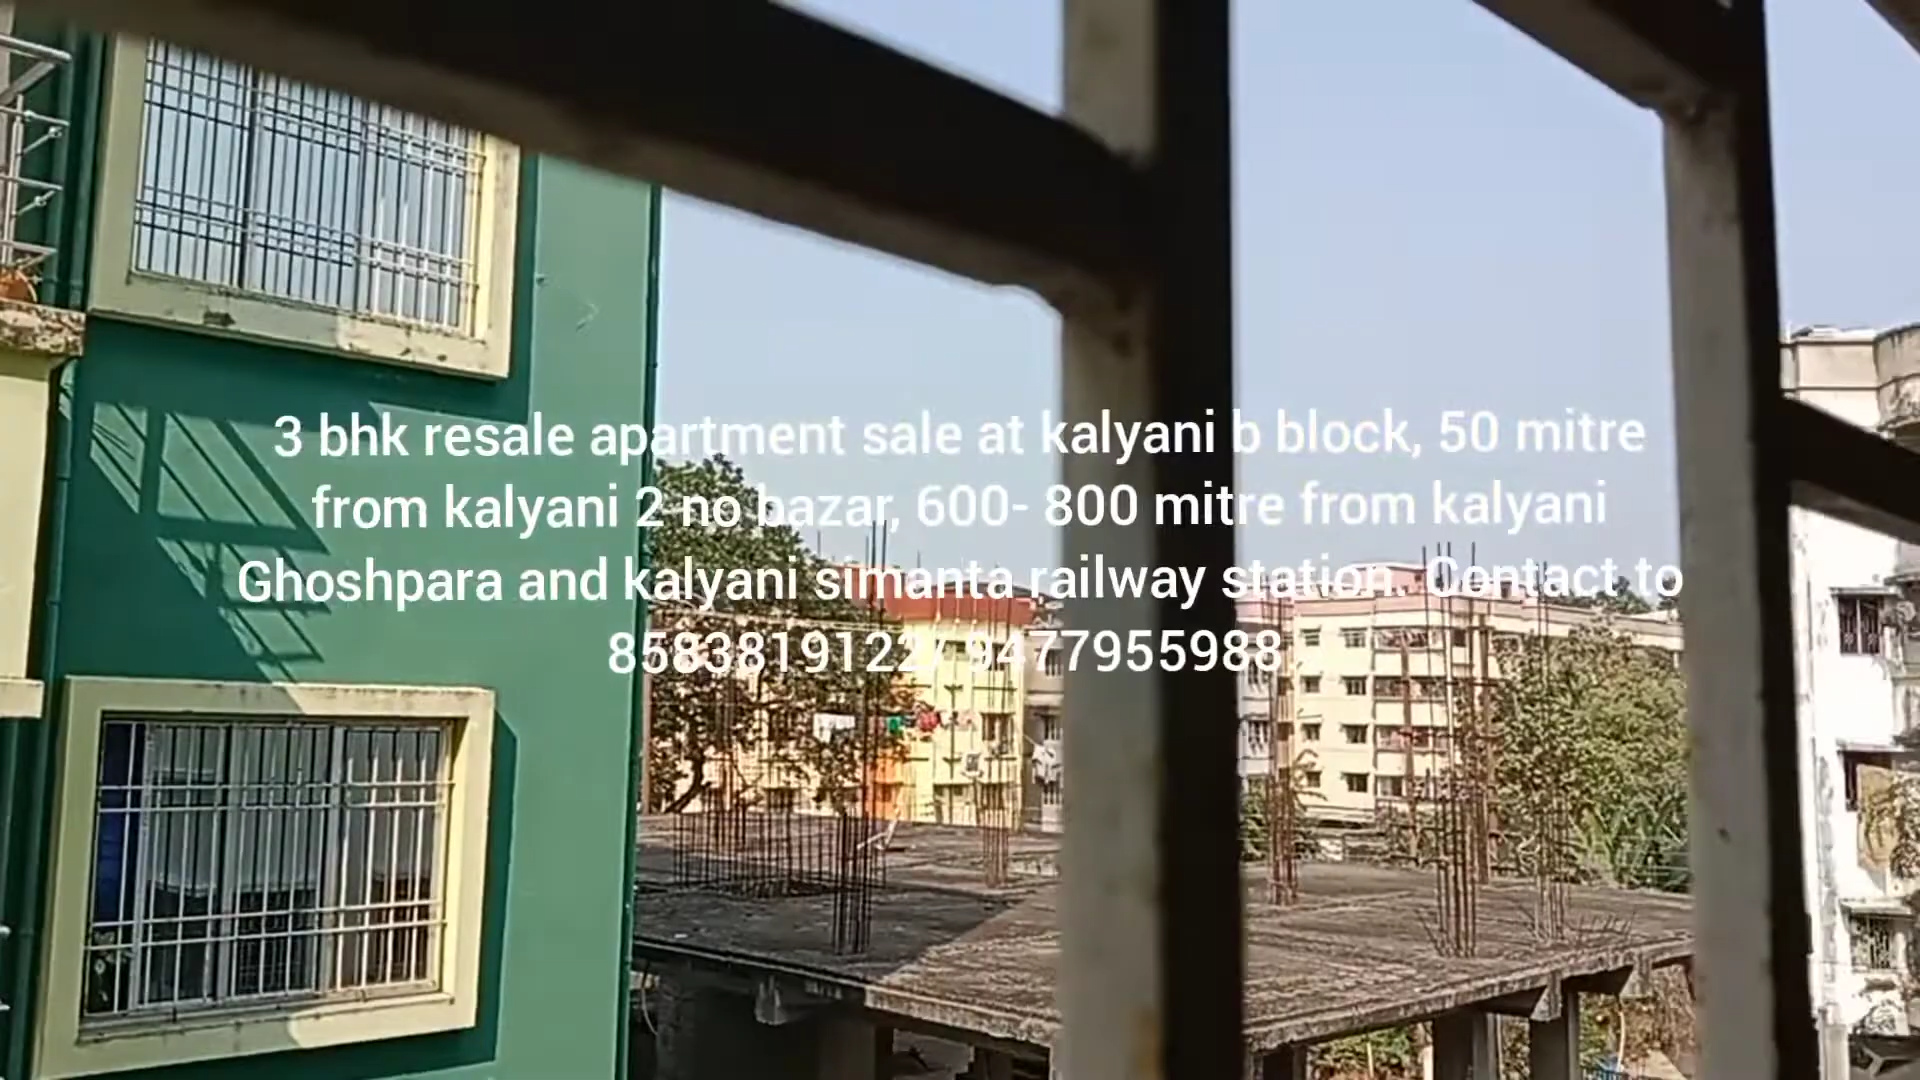 3 bhk resale apartment sale at kalyani b block, 50 mitre
from kalyani 2 no bazar, 600- 800 mitre from kalyani
Ghoshpara and kalyani simanta railway station. Contact to
8583819122/ 9477955988